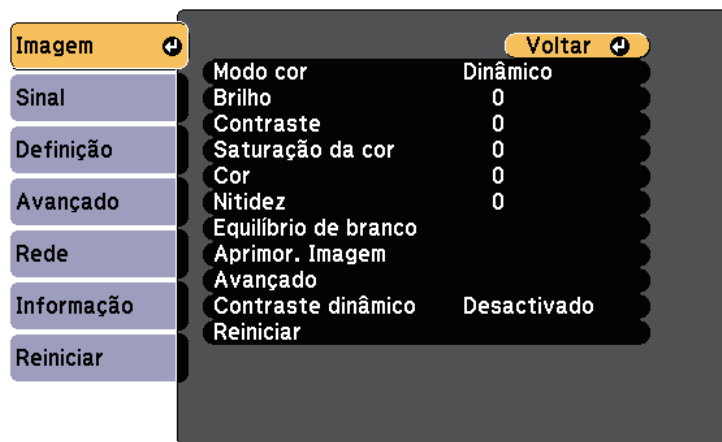 Imagem
Sinal
Definição
Avançado
Rede
Informação
Reiniciar
Voltar
Modo cor Dinâmico
Brilho 0
Contraste 0
Saturação da cor 0
Cor 0
Nitidez 0
Equilíbrio de branco
Aprimor. Imagem
Avançado
Contraste dinâmico Desactivado
Reiniciar